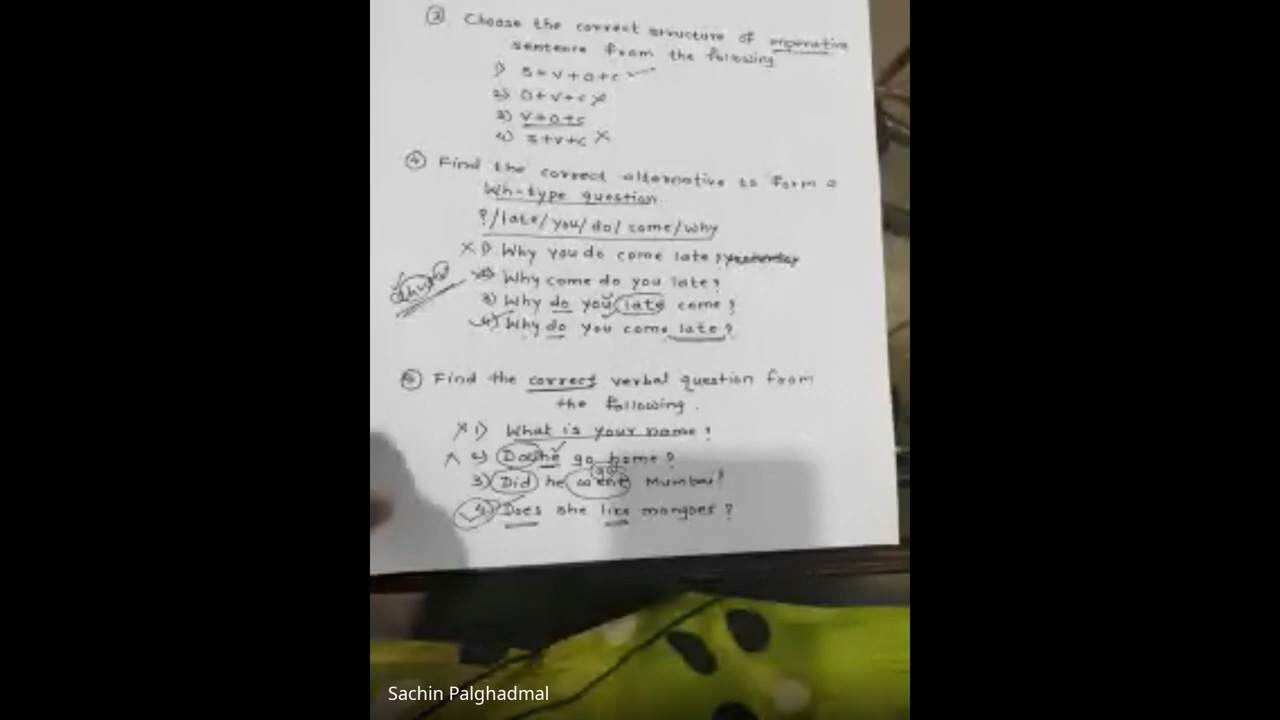 ③ Choose the correct structure of imperative
sentence from the following
1) S+V+O+C ✓
2) O+V+C ✗
3) V+O+C
4) S+V+C ✗
④ Find the correct alternative to form a
Wh-type question.
?/late/you/do/come/why
✗ 1) Why you do come late?
2) Why come do you late?
3) Why do you late come?
✓ 4) Why do you come late?
⑤ Find the correct verbal question from
the following.
✗ 1) What is your name?
✗ 2) Do he go home?
go
3) Did he went Mumbai?
✓ 4) Does she like mangoes?
Sachin Palghadmal